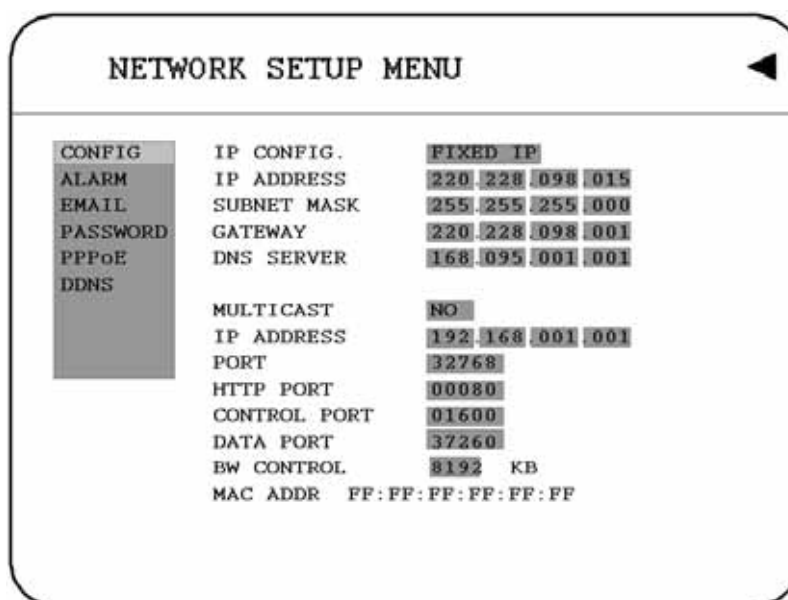 NETWORK SETUP MENU
CONFIG
ALARM
EMAIL
PASSWORD
PPPoE
DDNS
IP CONFIG. FIXED IP
IP ADDRESS 220.228.098.015
SUBNET MASK 255.255.255.000
GATEWAY 220.228.098.001
DNS SERVER 168.095.001.001
MULTICAST NO
IP ADDRESS 192.168.001.001
PORT 32768
HTTP PORT 00080
CONTROL PORT 01600
DATA PORT 37260
BW CONTROL 8192 KB
MAC ADDR FF:FF:FF:FF:FF:FF